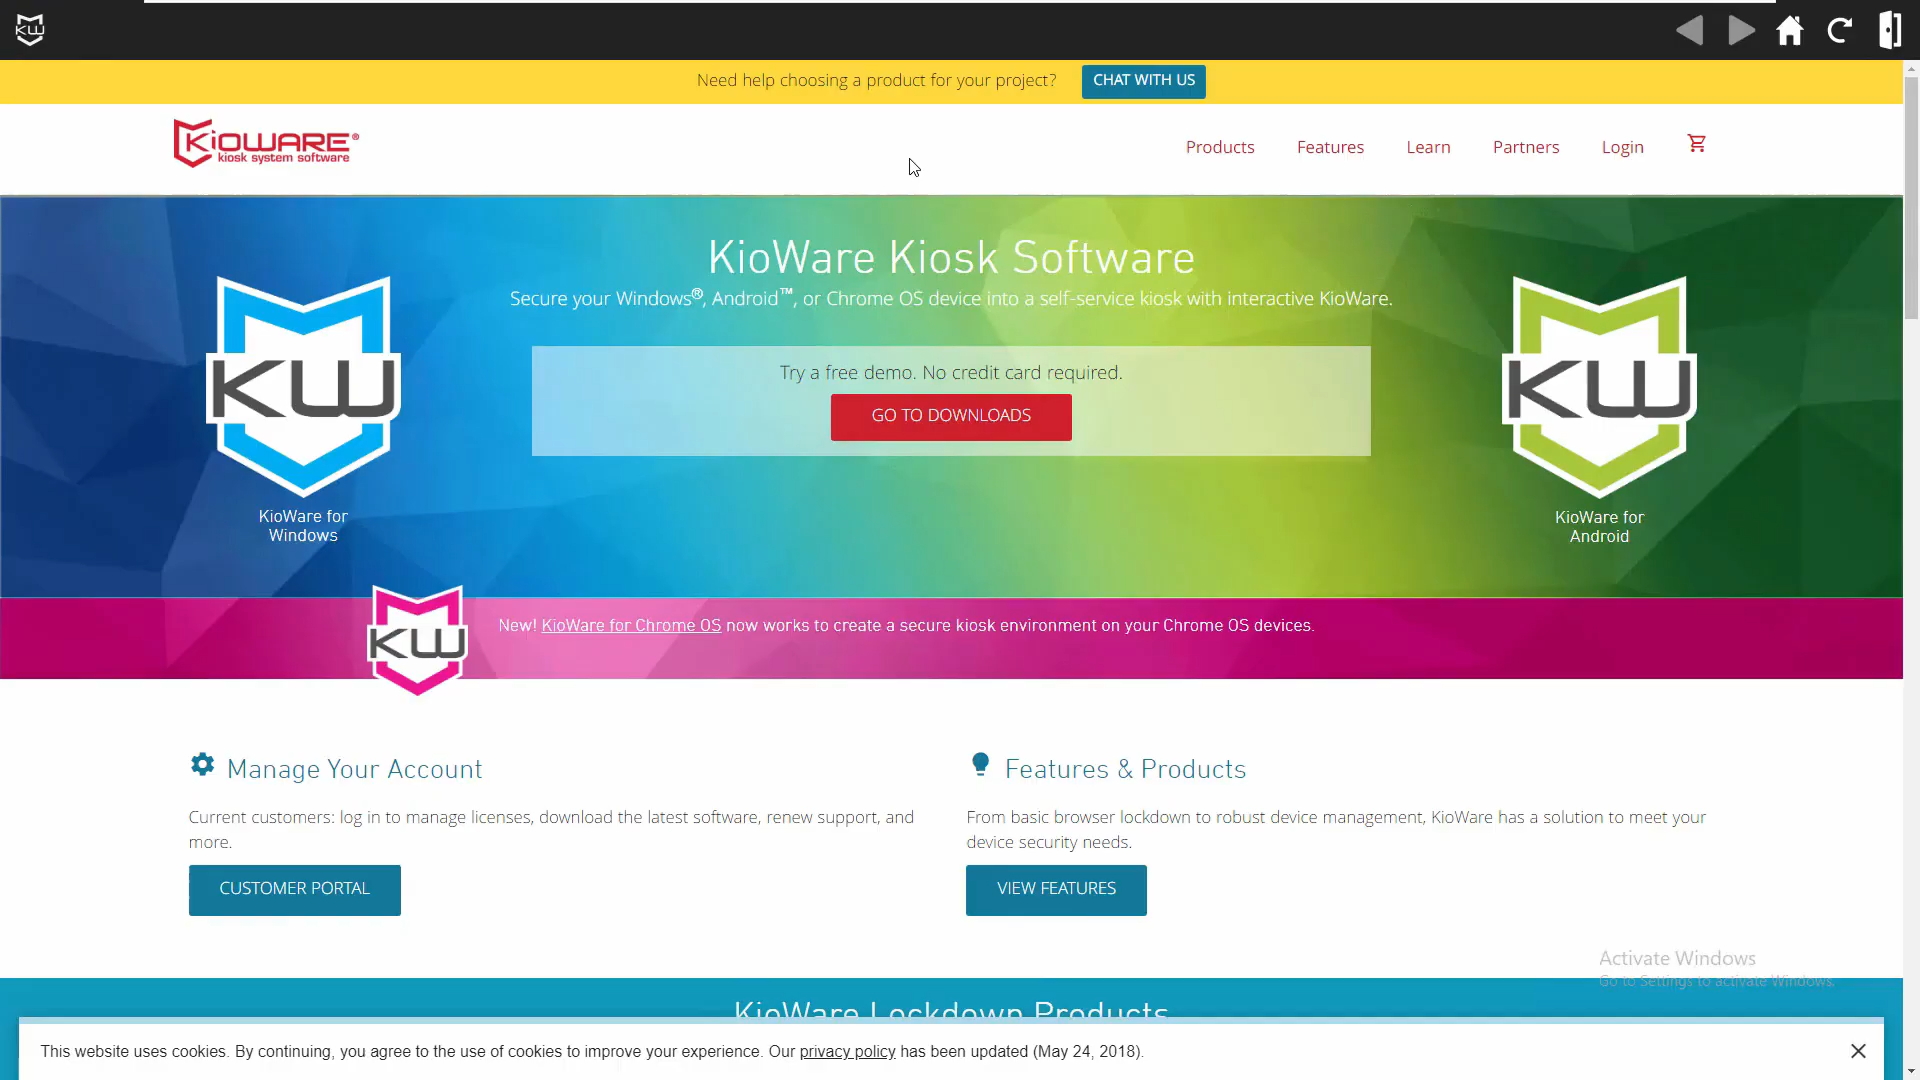 KW
Need help choosing a product for your project?
CHAT WITH US
KioWARE®
kiosk system software
Products
Features
Learn
Partners
Login
KioWare Kiosk Software
Secure your Windows®, Android™, or Chrome OS device into a self-service kiosk with interactive KioWare.
KW
KW
Try a free demo. No credit card required.
GO TO DOWNLOADS
KioWare for
Windows
KioWare for
Android
KW
New! KioWare for Chrome OS now works to create a secure kiosk environment on your Chrome OS devices.
Manage Your Account
Current customers: log in to manage licenses, download the latest software, renew support, and
more.
CUSTOMER PORTAL
Features & Products
From basic browser lockdown to robust device management, KioWare has a solution to meet your
device security needs.
VIEW FEATURES
Activate Windows
Go to Settings to activate Windows.
KioWare Lockdown Products
This website uses cookies. By continuing, you agree to the use of cookies to improve your experience. Our privacy policy has been updated (May 24, 2018).